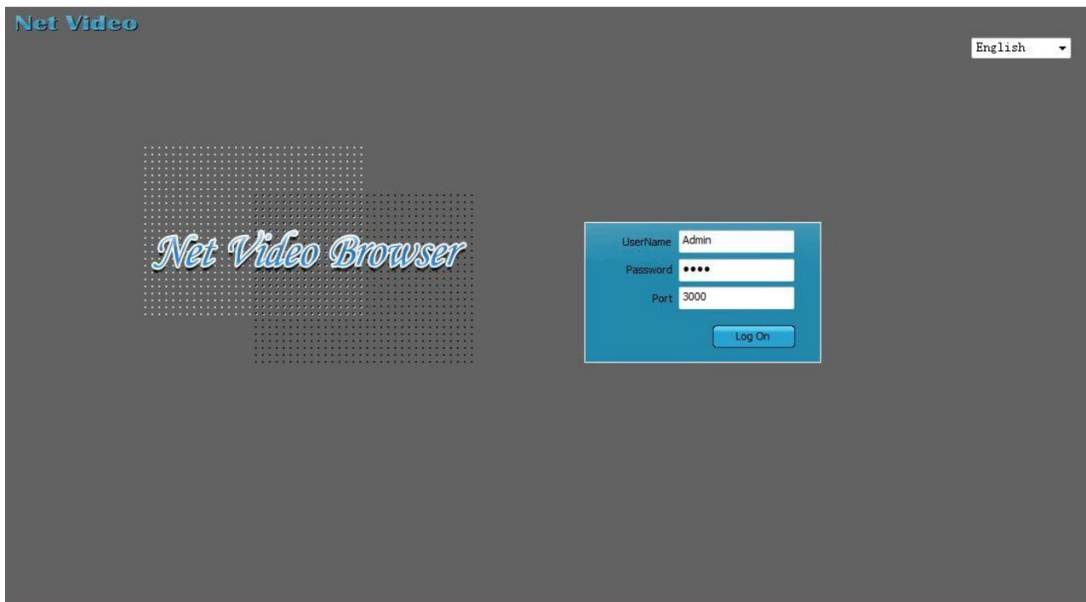 Net Video
English
Net Video Browser
UserName Admin
Password ••••
Port 3000
Log On